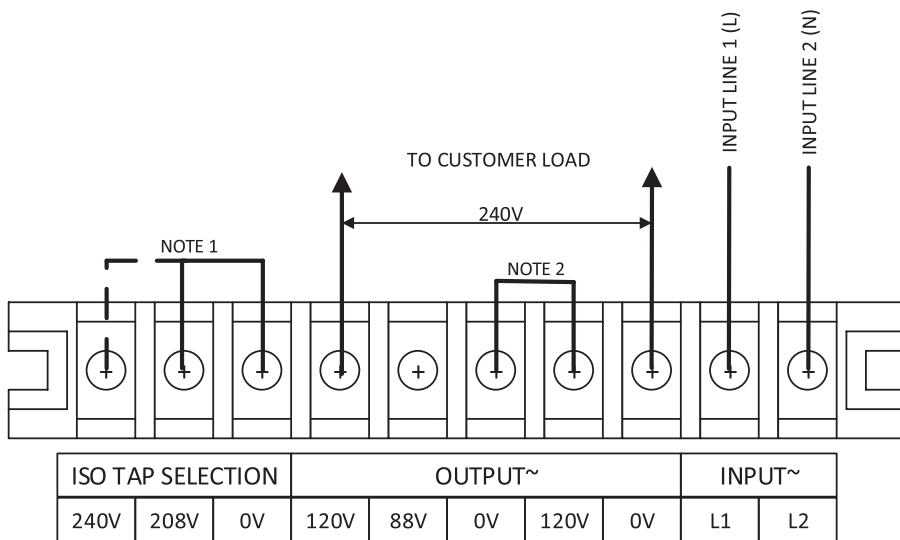 INPUT LINE 1 (L)
INPUT LINE 2 (N)
TO CUSTOMER LOAD
240V
NOTE 1
NOTE 2
ISO TAP SELECTION OUTPUT~ INPUT~
240V 208V 0V 120V 88V 0V 120V 0V L1 L2